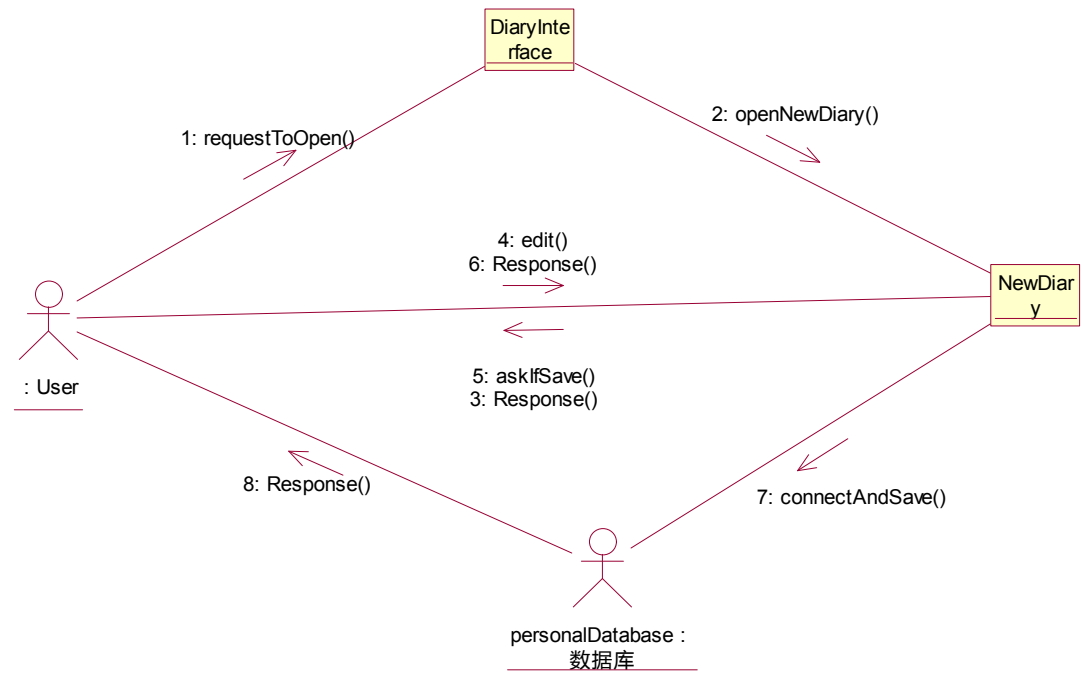 DiaryInte
rface
1: requestToOpen()
2: openNewDiary()
4: edit()
6: Response()
NewDiar
y
: User
5: askIfSave()
3: Response()
8: Response()
7: connectAndSave()
personalDatabase :
数据库